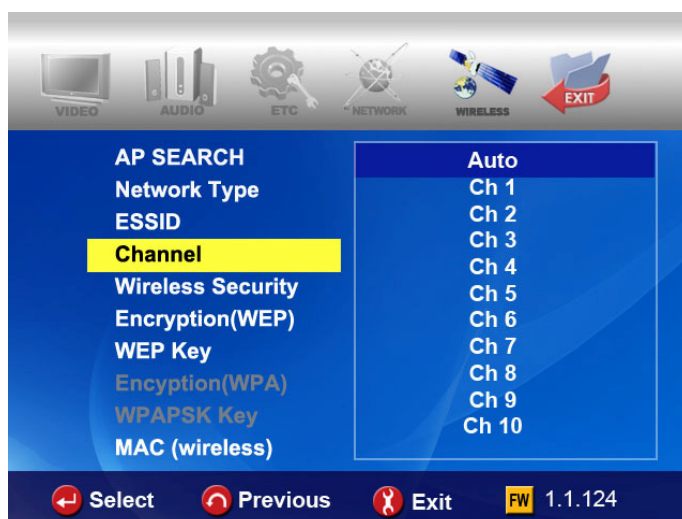 VIDEO AUDIO ETC NETWORK WIRELESS EXIT
AP SEARCH
Network Type
ESSID
Channel
Wireless Security
Encryption(WEP)
WEP Key
Encyption(WPA)
WPAPSK Key
MAC (wireless)
Auto
Ch 1
Ch 2
Ch 3
Ch 4
Ch 5
Ch 6
Ch 7
Ch 8
Ch 9
Ch 10
Select Previous Exit FW 1.1.124